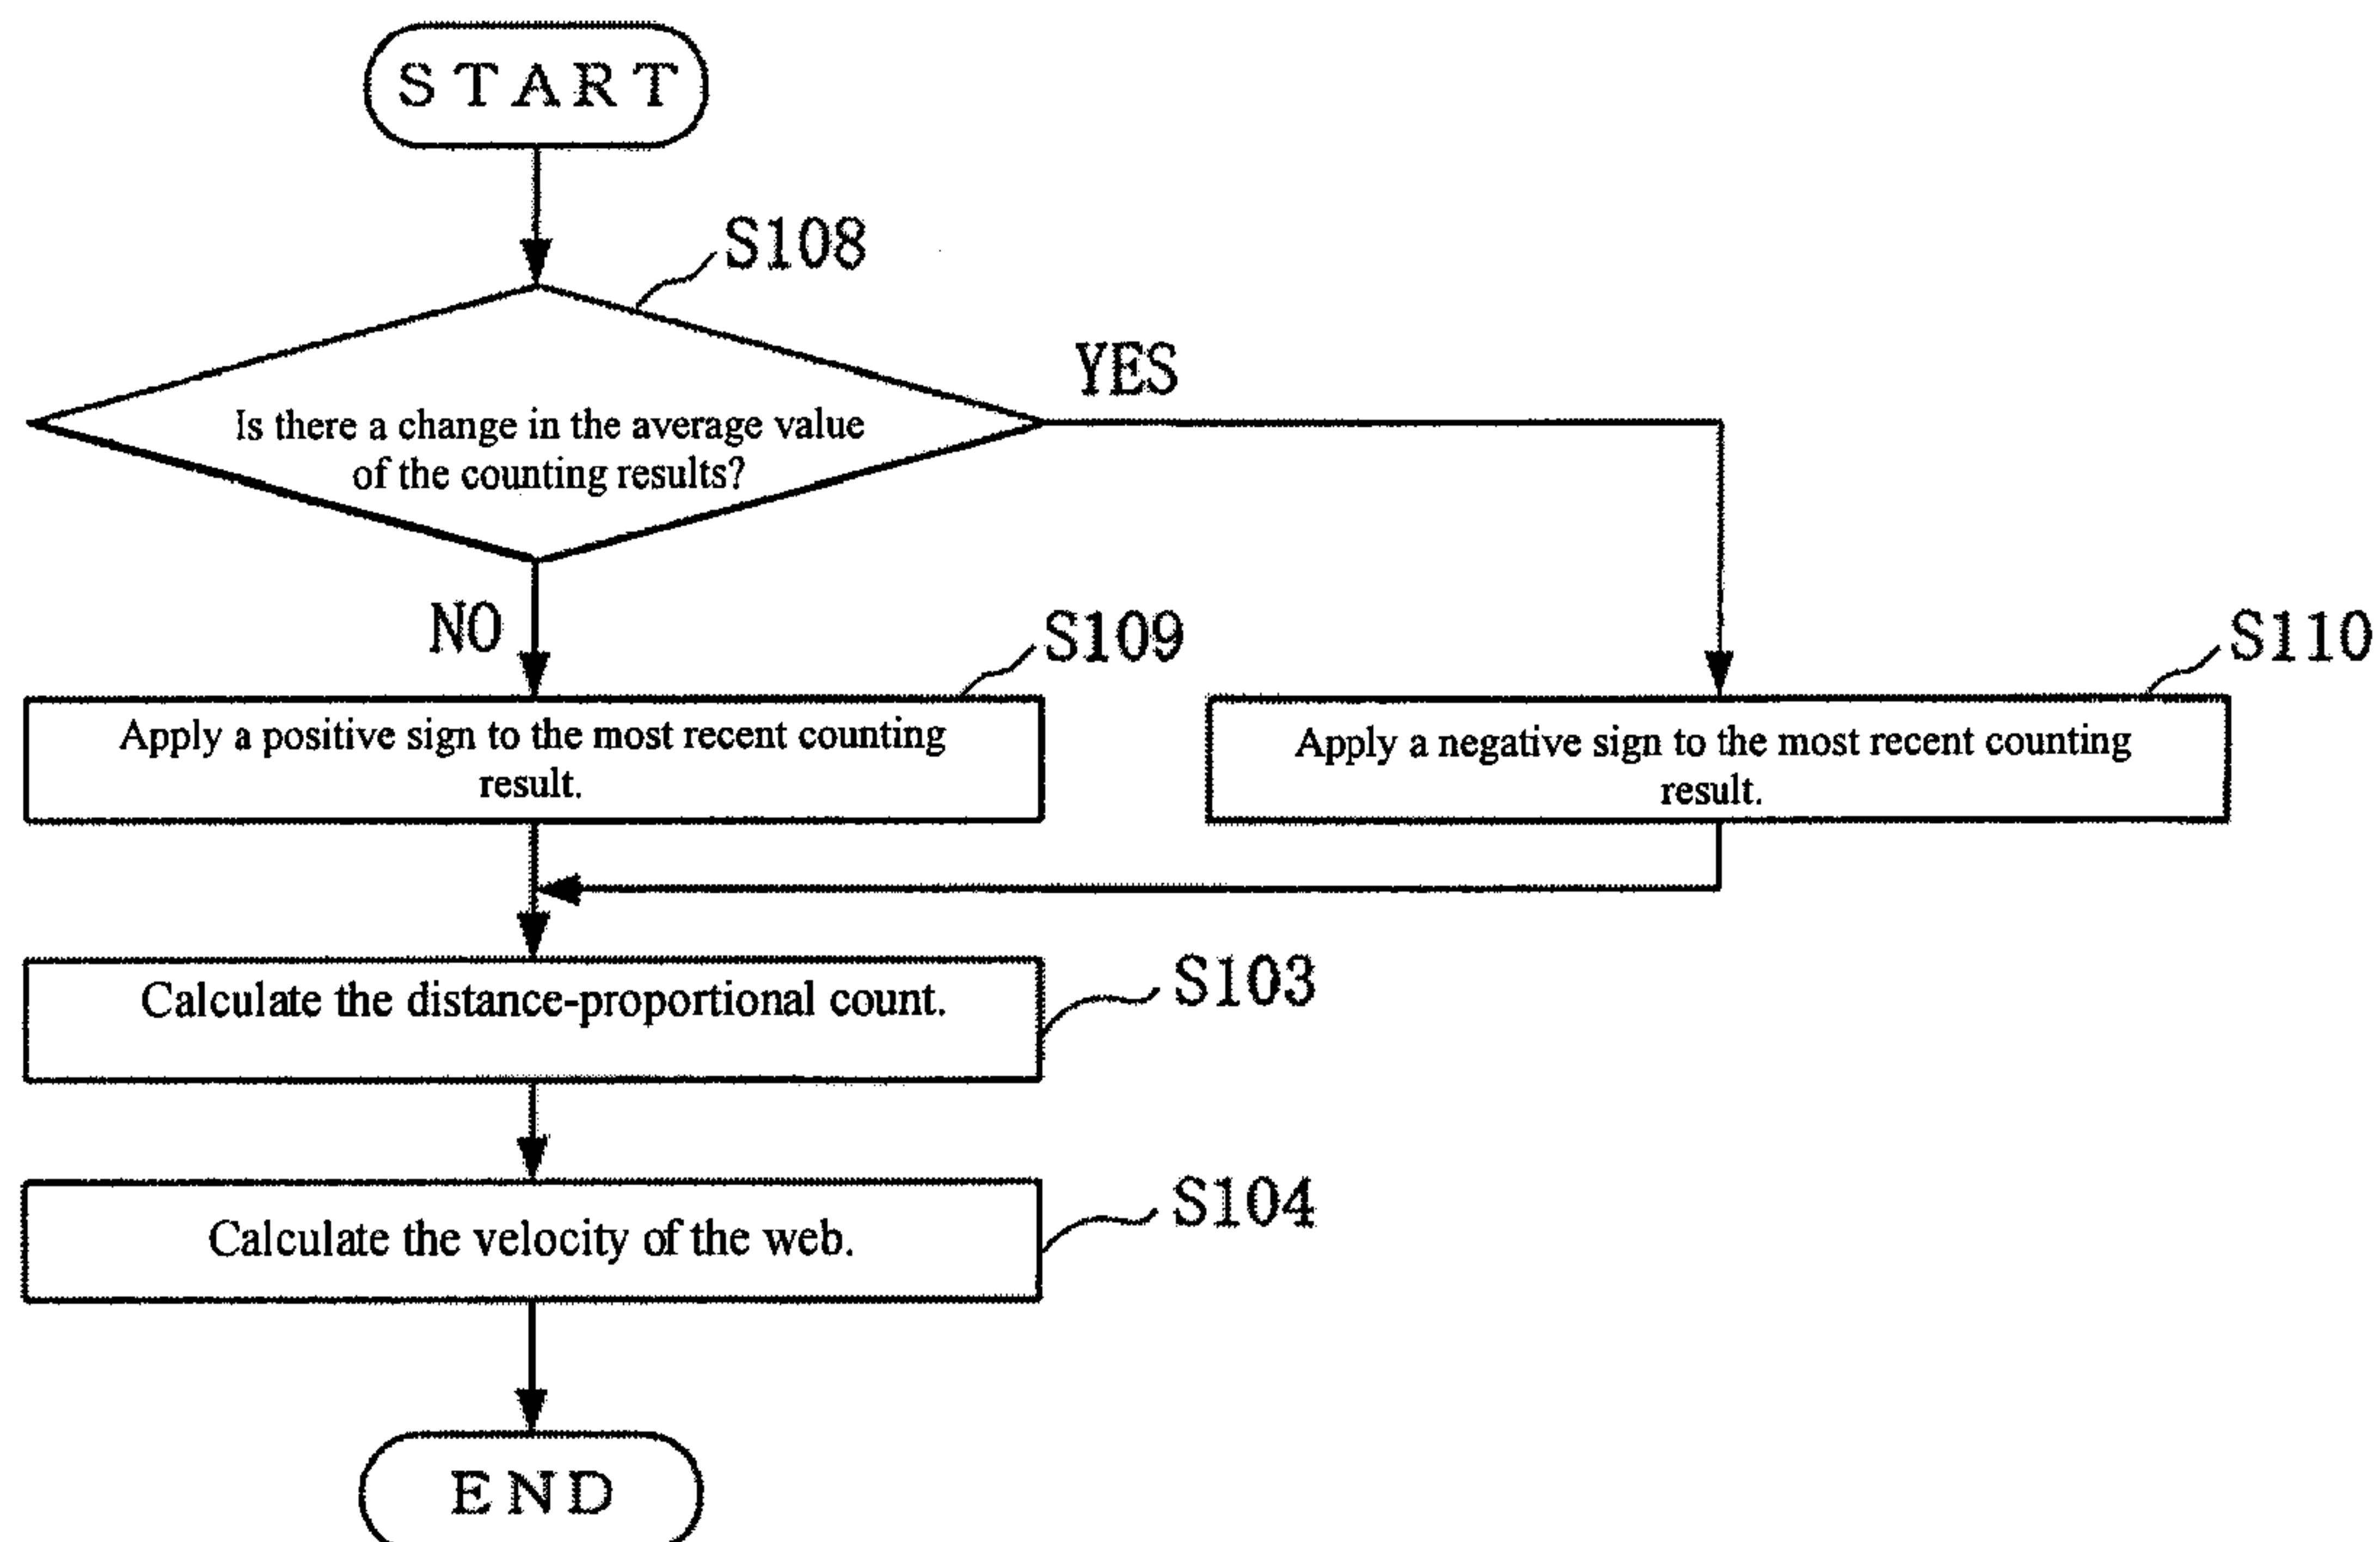 START
S108
YES
Is there a change in the average value
of the counting results?
NO
S109
S110
Apply a positive sign to the most recent counting
result.
Apply a negative sign to the most recent counting
result.
Calculate the distance-proportional count.
S103
Calculate the velocity of the web.
S104
END